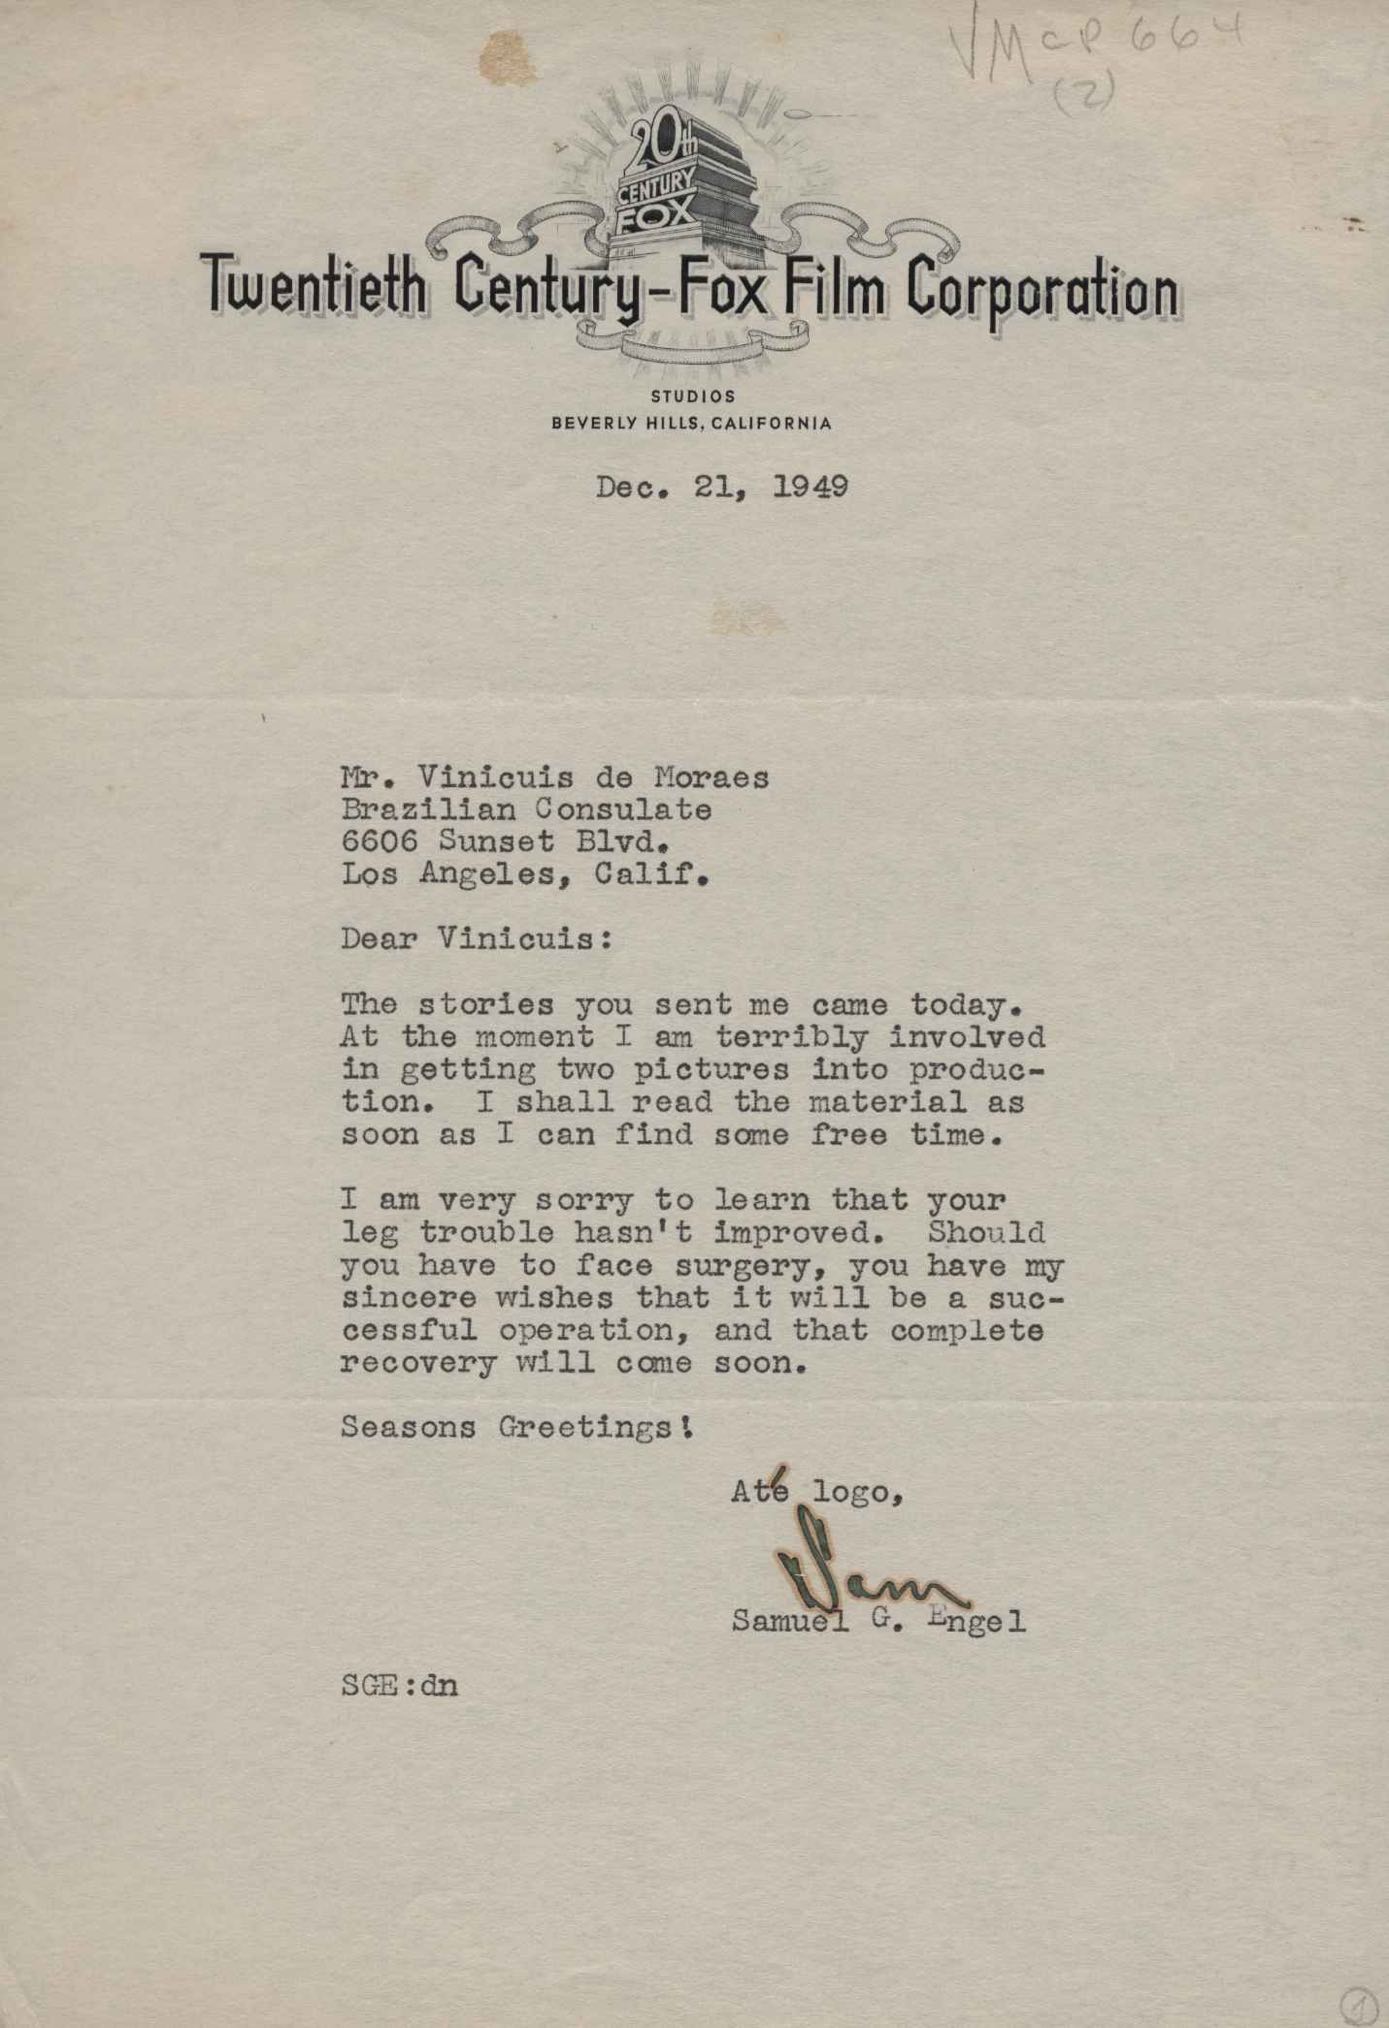 VMcp 664
(2)
20th
CENTURY
FOX
Twentieth Century-Fox Film Corporation
STUDIOS
BEVERLY HILLS, CALIFORNIA
Dec. 21, 1949
Mr. Vinicuis de Moraes
Brazilian Consulate
6606 Sunset Blvd.
Los Angeles, Calif.
Dear Vinicuis:
The stories you sent me came today.
At the moment I am terribly involved
in getting two pictures into produc-
tion.  I shall read the material as
soon as I can find some free time.
I am very sorry to learn that your
leg trouble hasn't improved.  Should
you have to face surgery, you have my
sincere wishes that it will be a suc-
cessful operation, and that complete
recovery will come soon.
Seasons Greetings!
Até logo,
Sam
Samuel G. Engel
SGE:dn
1